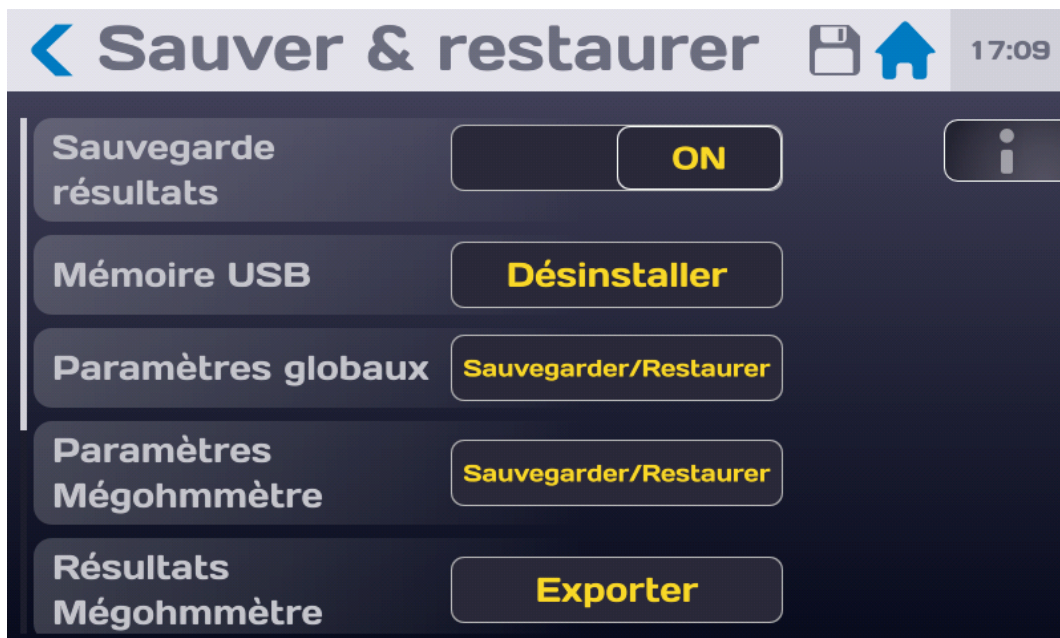 Sauver & restaurer
17:09
Sauvegarde
résultats
ON
Mémoire USB
Désinstaller
Paramètres globaux
Sauvegarder/Restaurer
Paramètres
Mégohmmètre
Sauvegarder/Restaurer
Résultats
Mégohmmètre
Exporter